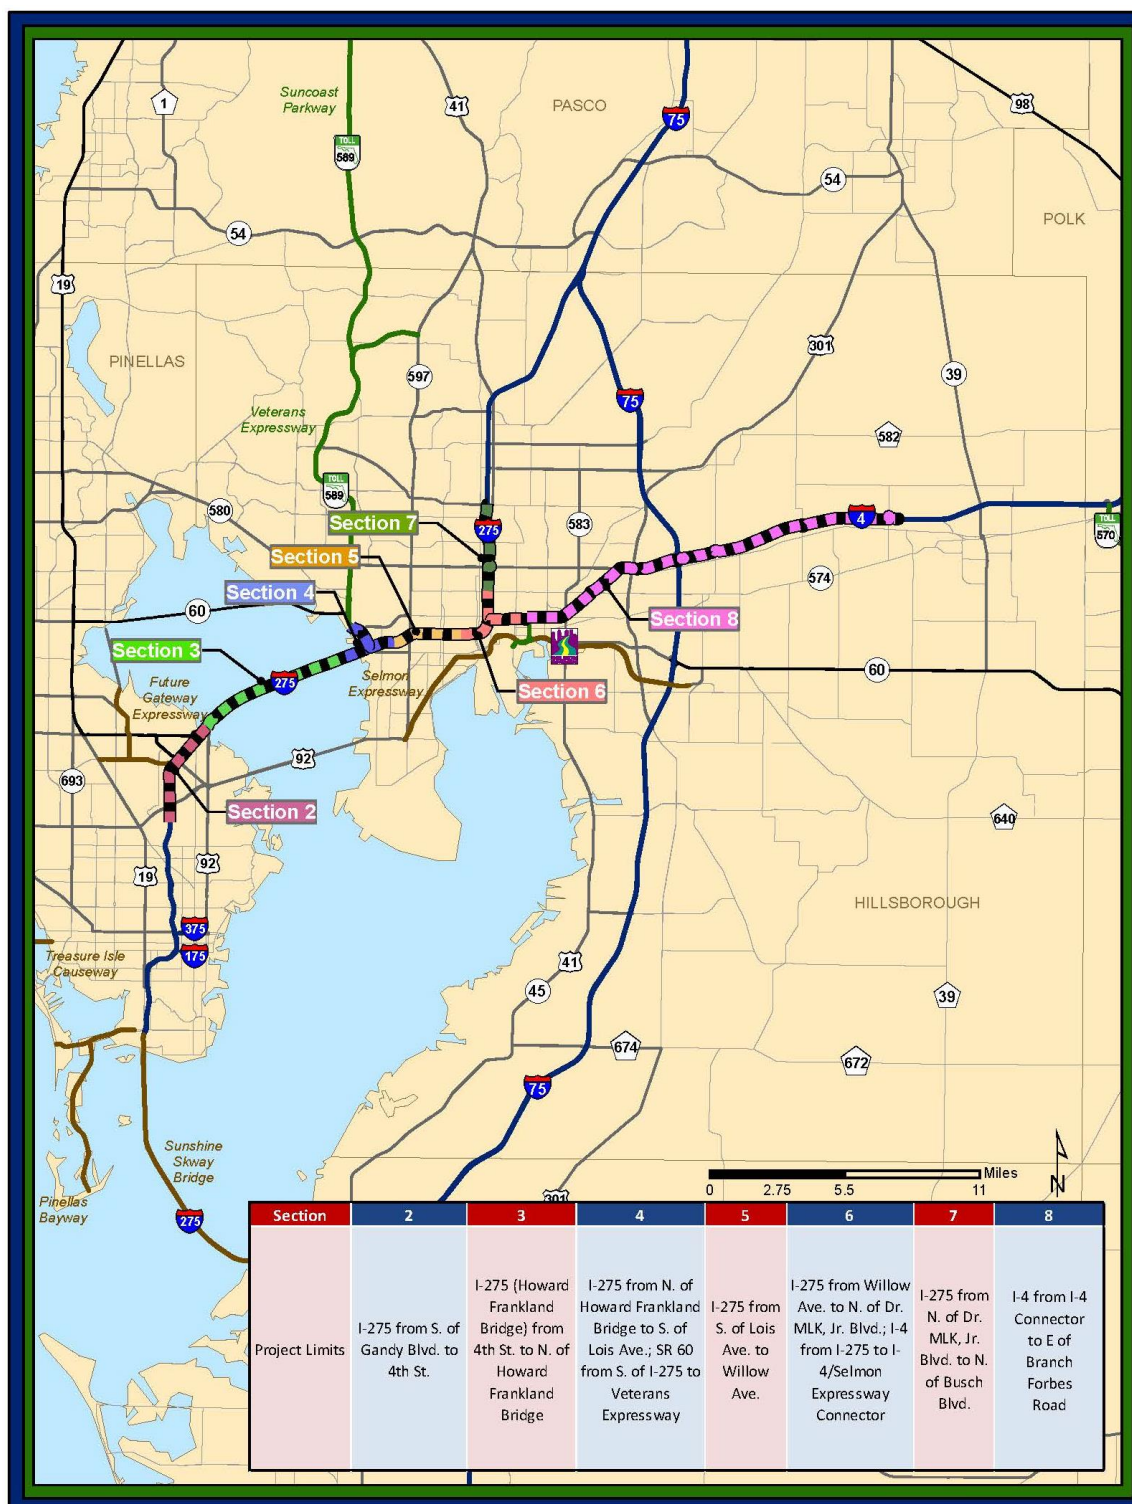 Suncoast
Parkway
1
41
PASCO
98
75
TOLL
589
54
54
POLK
19
PINELLAS
301
39
597
75
Veterans
Expressway
582
TOLL
589
580
Section 7
275
583
4
TOLL
570
Section 5
574
Section 4
60
Section 8
Section 3
60
Future
Gateway
Expressway
275
Selmon
Expressway
Section 6
92
693
Section 2
640
19
92
HILLSBOROUGH
375
175
Treasure Isle
Causeway
41
45
39
674
672
75
Sunshine
Skway
Bridge
Miles
0 2.75 5.5 11
N
Pinellas
Bayway
301
275
Section 2 3 4 5 6 7 8
Project Limits
I-275 from S. of
Gandy Blvd. to
4th St.
I-275 (Howard
Frankland
Bridge) from
4th St. to N. of
Howard
Frankland
Bridge
I-275 from N. of
Howard Frankland
Bridge to S. of
Lois Ave.; SR 60
from S. of I-275 to
Veterans
Expressway
I-275 from
S. of Lois
Ave. to
Willow
Ave.
I-275 from Willow
Ave. to N. of Dr.
MLK, Jr. Blvd.; I-4
from I-275 to I-
4/Selmon
Expressway
Connector
I-275 from
N. of Dr.
MLK, Jr.
Blvd. to N.
of Busch
Blvd.
I-4 from I-4
Connector
to E of
Branch
Forbes
Road